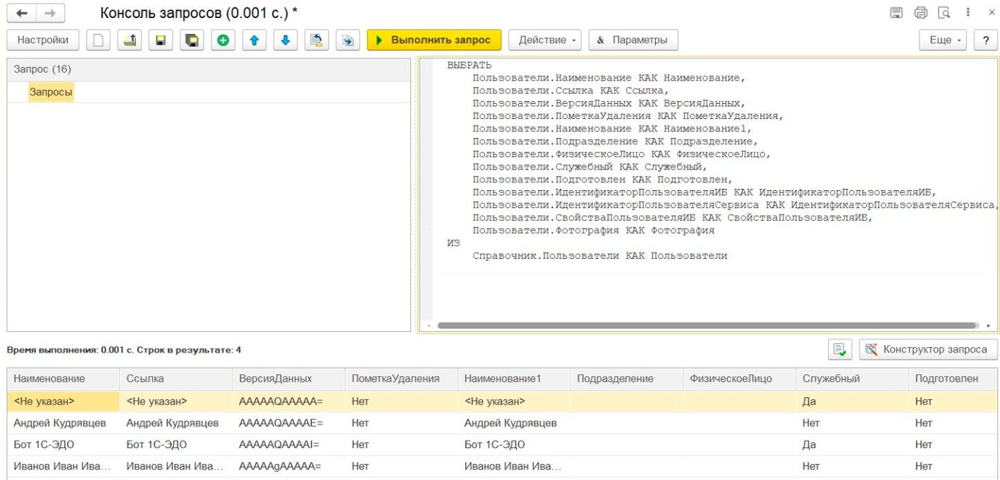 Консоль запросов (0.001 с.) *
Настройки Выполнить запрос Действие & Параметры Еще ?
Запрос (16)
Запросы
ВЫБРАТЬ
Пользователи.Наименование КАК Наименование,
Пользователи.Ссылка КАК Ссылка,
Пользователи.ВерсияДанных КАК ВерсияДанных,
Пользователи.ПометкаУдаления КАК ПометкаУдаления,
Пользователи.Наименование КАК Наименование1,
Пользователи.Подразделение КАК Подразделение,
Пользователи.ФизическоеЛицо КАК ФизическоеЛицо,
Пользователи.Служебный КАК Служебный,
Пользователи.Подготовлен КАК Подготовлен,
Пользователи.ИдентификаторПользователяИБ КАК ИдентификаторПользователяИБ,
Пользователи.ИдентификаторПользователяСервиса КАК ИдентификаторПользователяСервиса,
Пользователи.СвойстваПользователяИБ КАК СвойстваПользователяИБ,
Пользователи.Фотография КАК Фотография
ИЗ
Справочник.Пользователи КАК Пользователи
Время выполнения: 0.001 с. Строк в результате: 4 Конструктор запроса
Наименование Ссылка ВерсияДанных ПометкаУдаления Наименование1 Подразделение ФизическоеЛицо Служебный Подготовлен
<Не указан> <Не указан> AAAAAQAAAAA= Нет <Не указан> Да Нет
Андрей Кудрявцев Андрей Кудрявцев AAAAAQAAAAE= Нет Андрей Кудрявцев Нет Нет
Бот 1С-ЭДО Бот 1С-ЭДО AAAAAQAAAAI= Нет Бот 1С-ЭДО Да Нет
Иванов Иван Ива... Иванов Иван Ива... AAAAAgAAAAA= Нет Иванов Иван Ива... Нет Нет